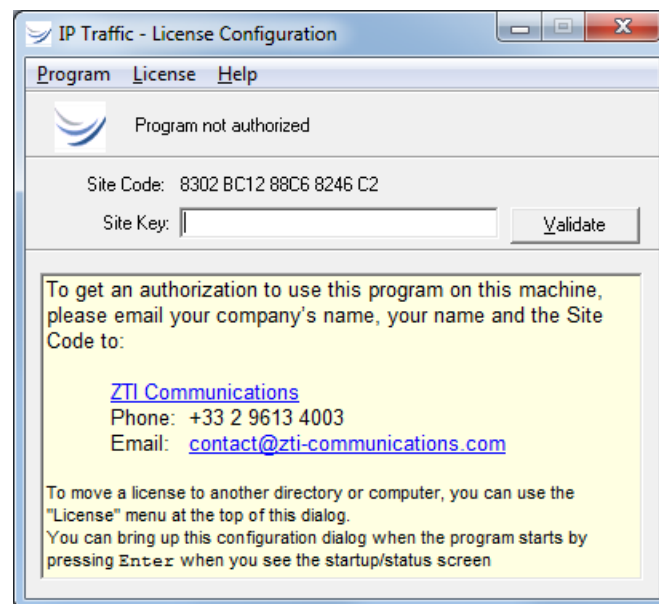 IP Traffic - License Configuration
Program License Help
Program not authorized
Site Code: 8302 BC12 88C6 8246 C2
Site Key:
Validate
To get an authorization to use this program on this machine,
please email your company's name, your name and the Site
Code to:
ZTI Communications
Phone: +33 2 9613 4003
Email: contact@zti-communications.com
To move a license to another directory or computer, you can use the
"License" menu at the top of this dialog.
You can bring up this configuration dialog when the program starts by
pressing Enter when you see the startup/status screen